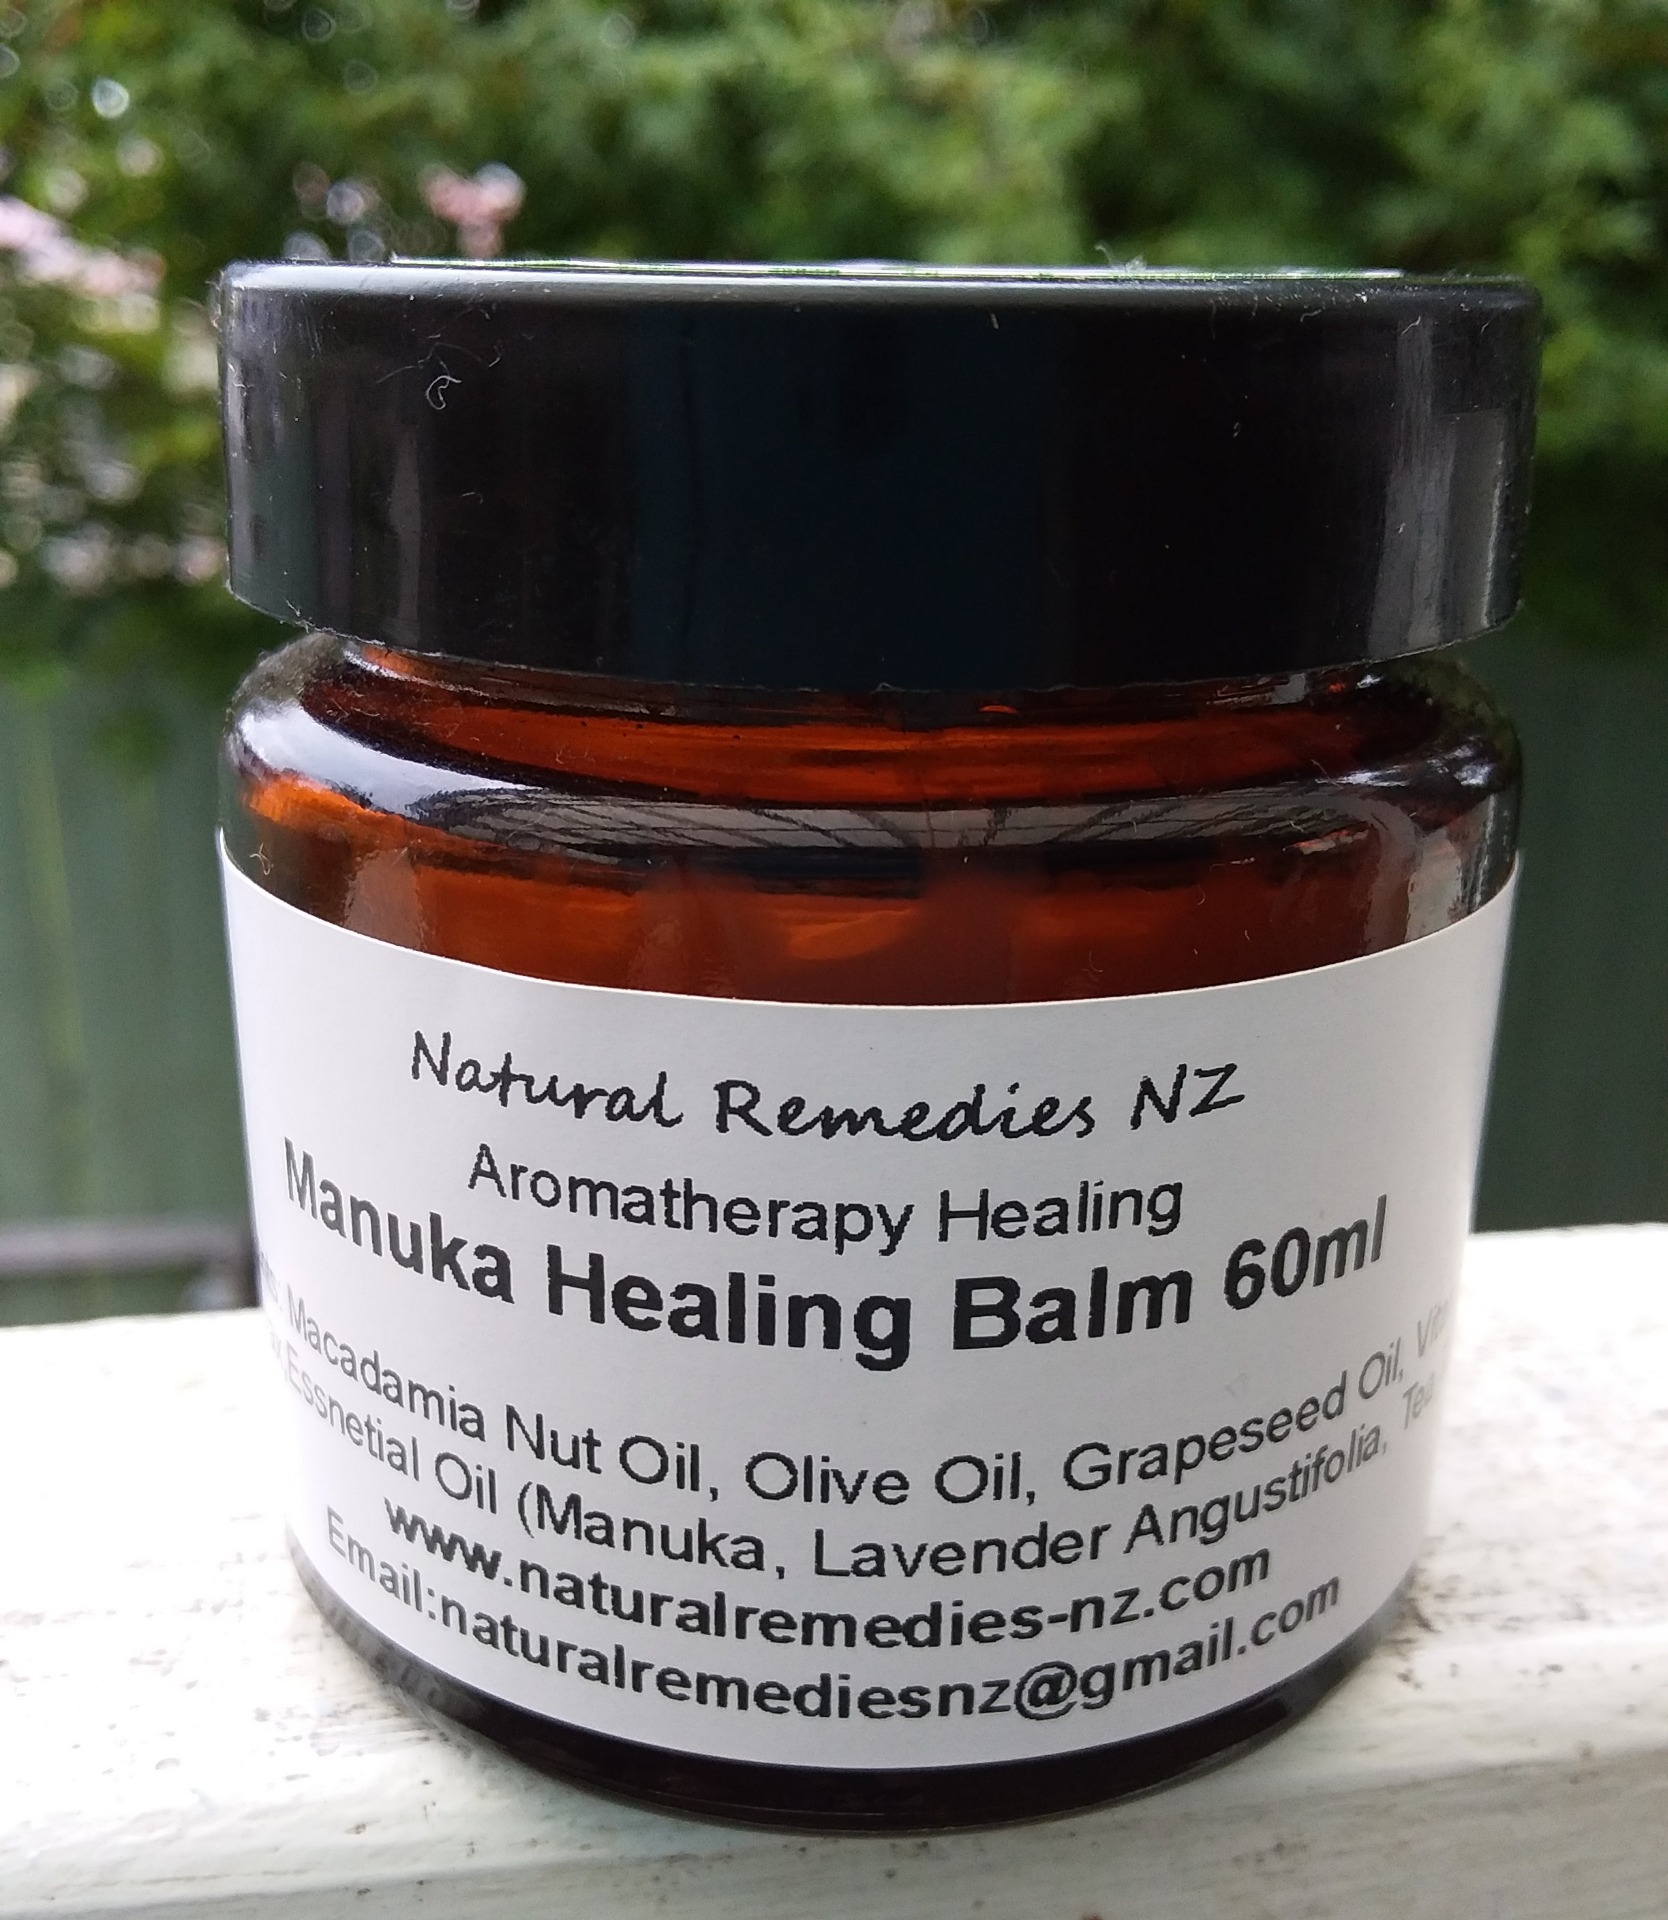 Natural Remedies NZ
Aromatherapy Healing
Manuka Healing Balm 60ml
Macadamia Nut Oil, Olive Oil, Grapeseed Oil,
Essnetial Oil (Manuka, Lavender Angustifolia,
www.naturalremedies-nz.com
Email:naturalremediesnz@gmail.com